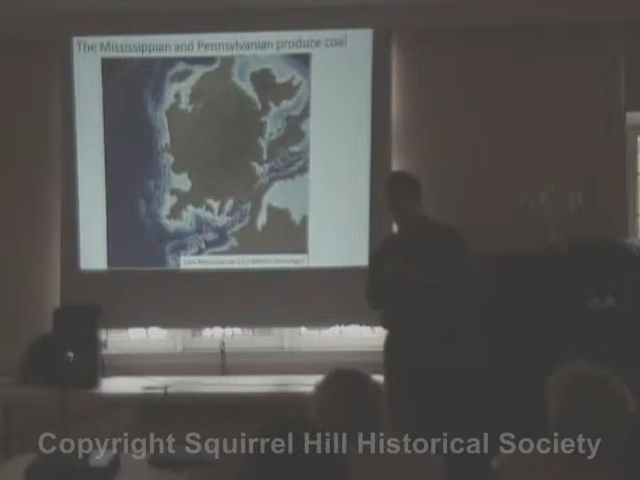 The Mississippian and Pennsylvanian produce coal
Copyright Squirrel Hill Historical Society